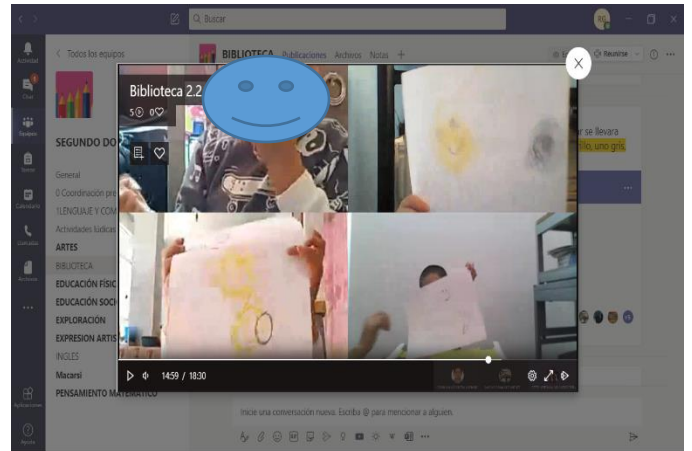 Buscar
RG
Actividad
Chat
Equipos
Calendario
Llamadas
Archivos
Aplicaciones
Ayuda
Todos los equipos
SEGUNDO DO
General
0 Coordinación pre
1LENGUAJE Y COM
Actividades lúdicas
ARTES
BIBLIOTECA
EDUCACIÓN FÍSIC
EDUCACIÓN SOCI
EXPLORACIÓN
EXPRESION ARTIS
INGLES
Macarsi
PENSAMIENTO MATEMÁTICO
BIBLIOTECA Publicaciones Archivos Notas +
Reunirse
Biblioteca 2.2
5 0
14:59 / 18:30
ar se llevara
uno gris.
Inicie una conversación nueva. Escriba @ para mencionar a alguien.